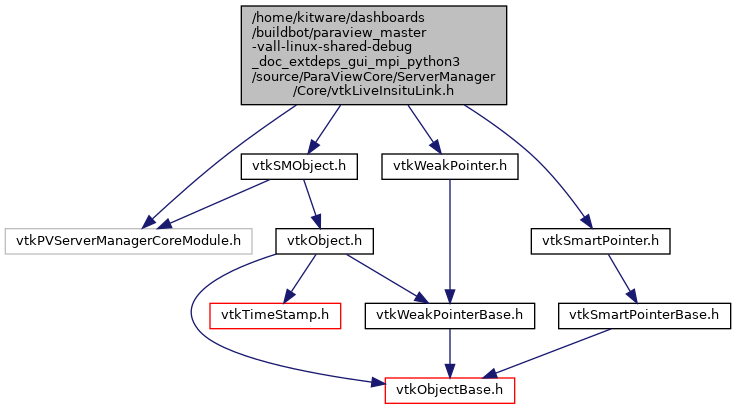 /home/kitware/dashboards
/buildbot/paraview_master
-vall-linux-shared-debug
_doc_extdeps_gui_mpi_python3
/source/ParaViewCore/ServerManager
/Core/vtkLiveInsituLink.h
vtkSMObject.h
vtkWeakPointer.h
vtkPVServerManagerCoreModule.h
vtkObject.h
vtkSmartPointer.h
vtkTimeStamp.h
vtkWeakPointerBase.h
vtkSmartPointerBase.h
vtkObjectBase.h